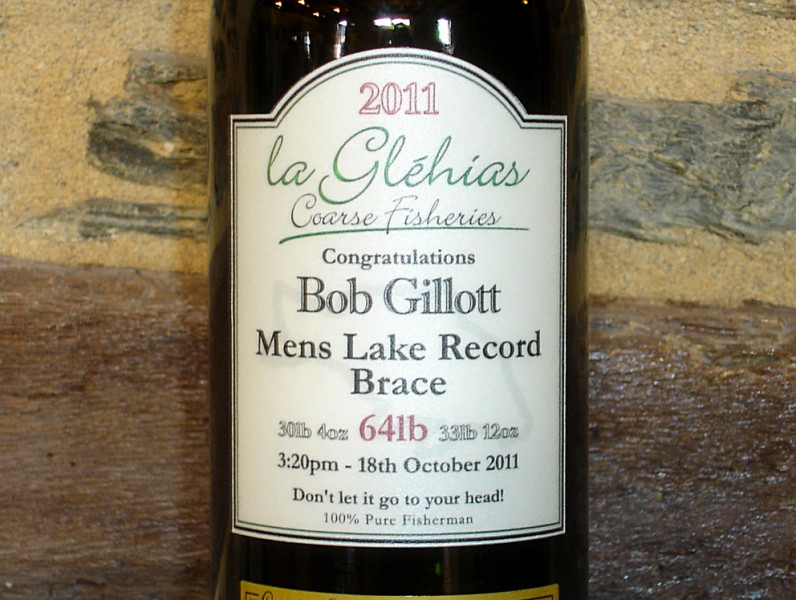 2011
la Gléhias
Coarse Fisheries
Congratulations
Bob Gillott
Mens Lake Record
Brace
30lb 4oz 64lb 33lb 12oz
3:20pm - 18th October 2011
Don't let it go to your head!
100% Pure Fisherman